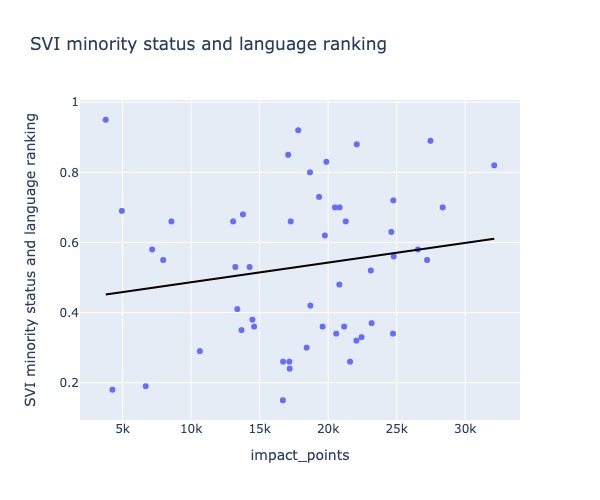 SVI minority status and language ranking
SVI minority status and language ranking
1
0.8
0.6
0.4
0.2
5k 10k 15k 20k 25k 30k
impact_points